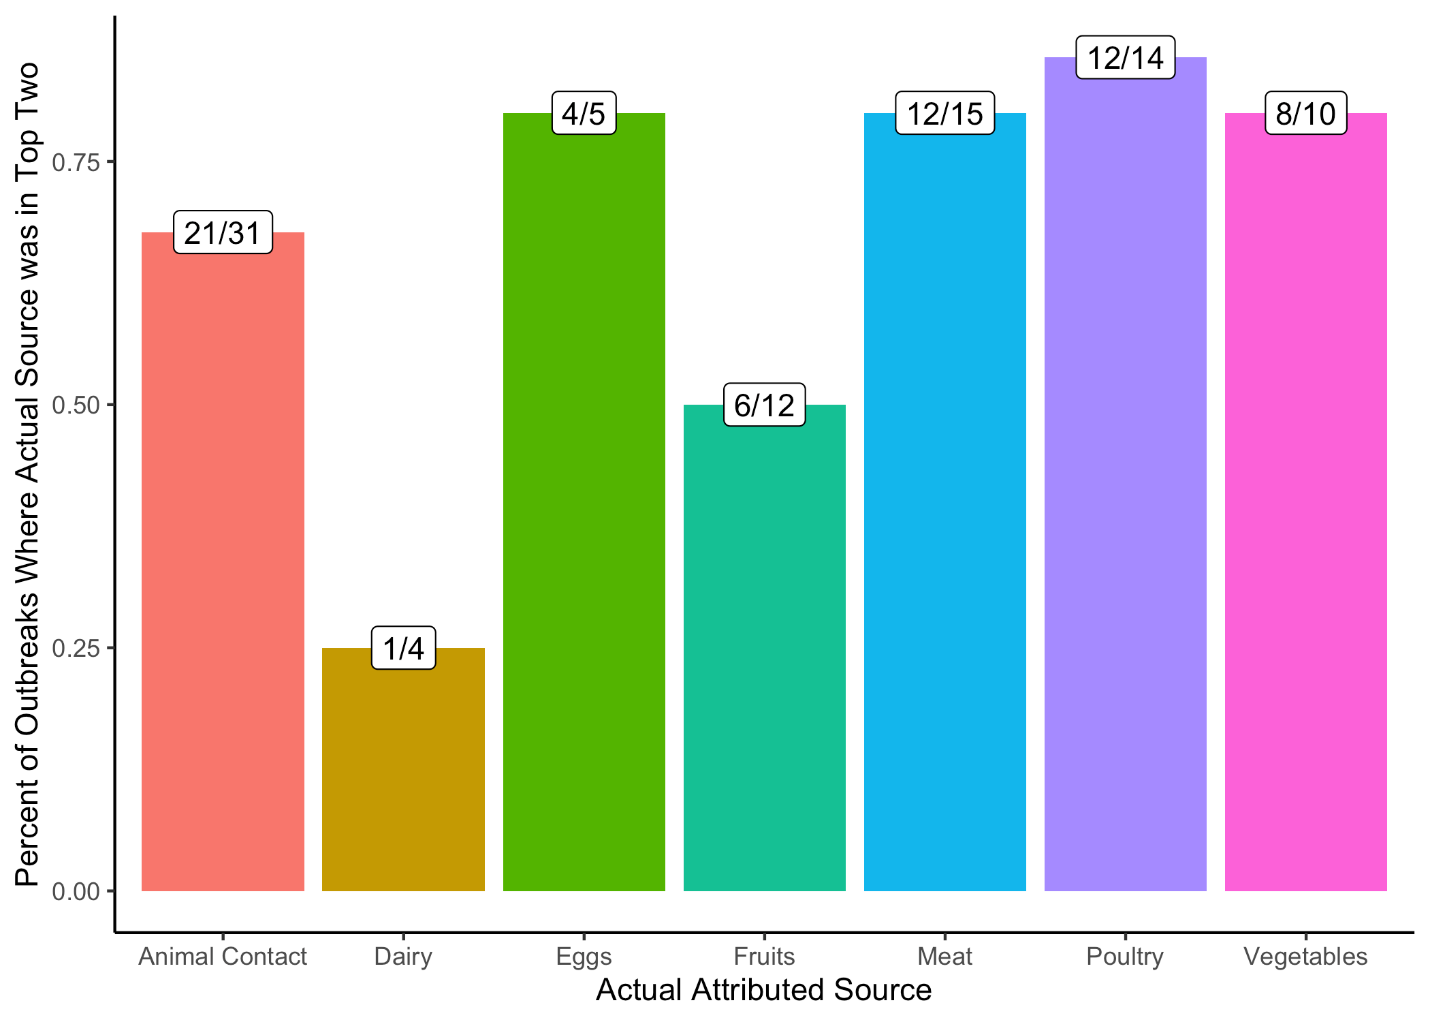 Percent of Outbreaks Where Actual Source was in Top Two
0.75
0.50
0.25
0.00
21/31
1/4
4/5
6/12
12/15
12/14
8/10
Animal Contact
Dairy
Eggs
Fruits
Meat
Poultry
Vegetables
Actual Attributed Source